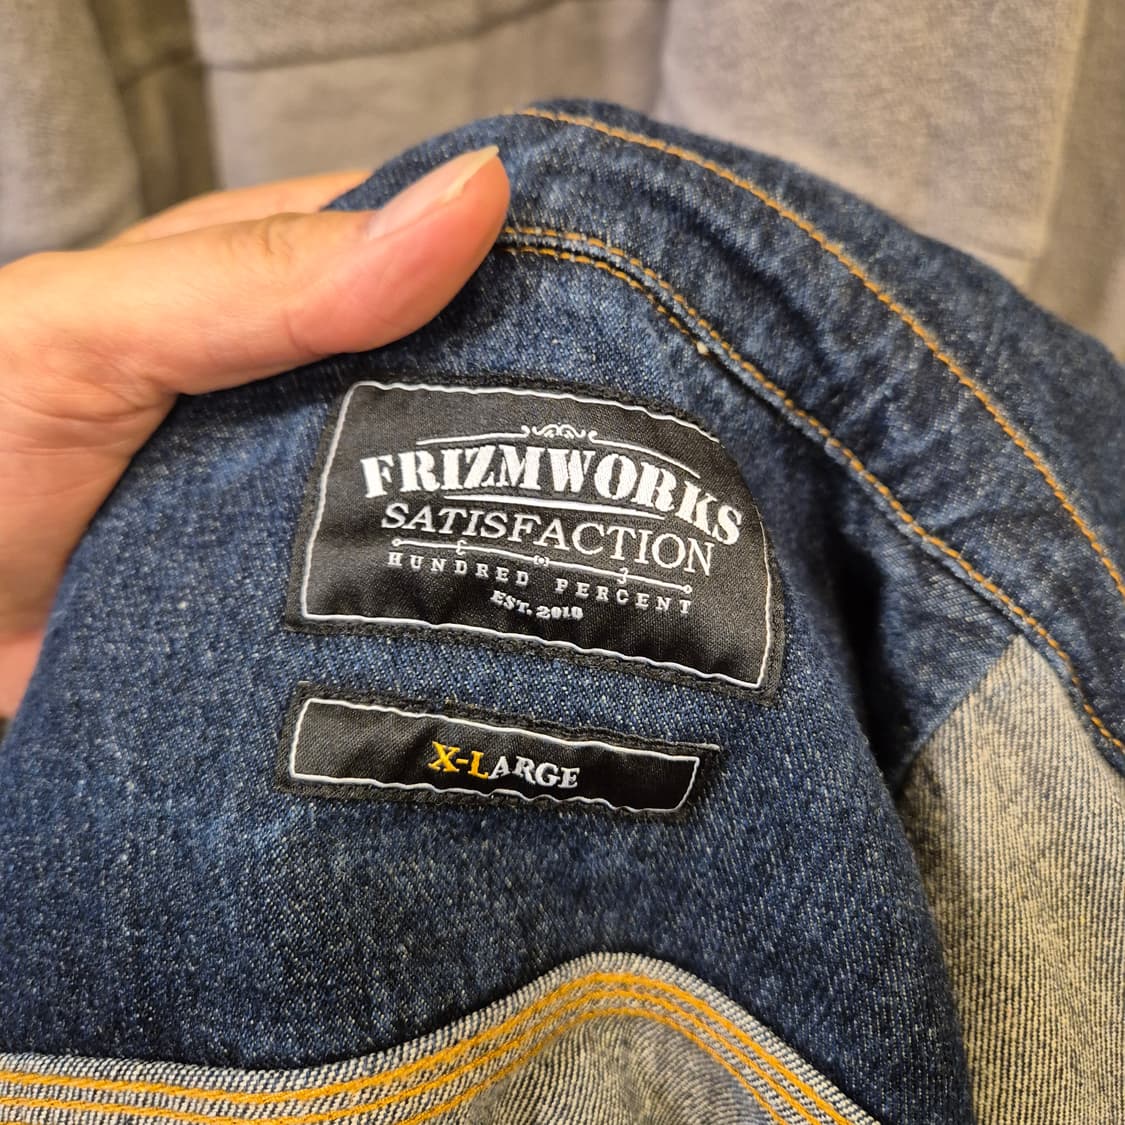 FRIZMWORKS
SATISFACTION
HUNDRED PERCENT
EST. 2010
X-LARGE